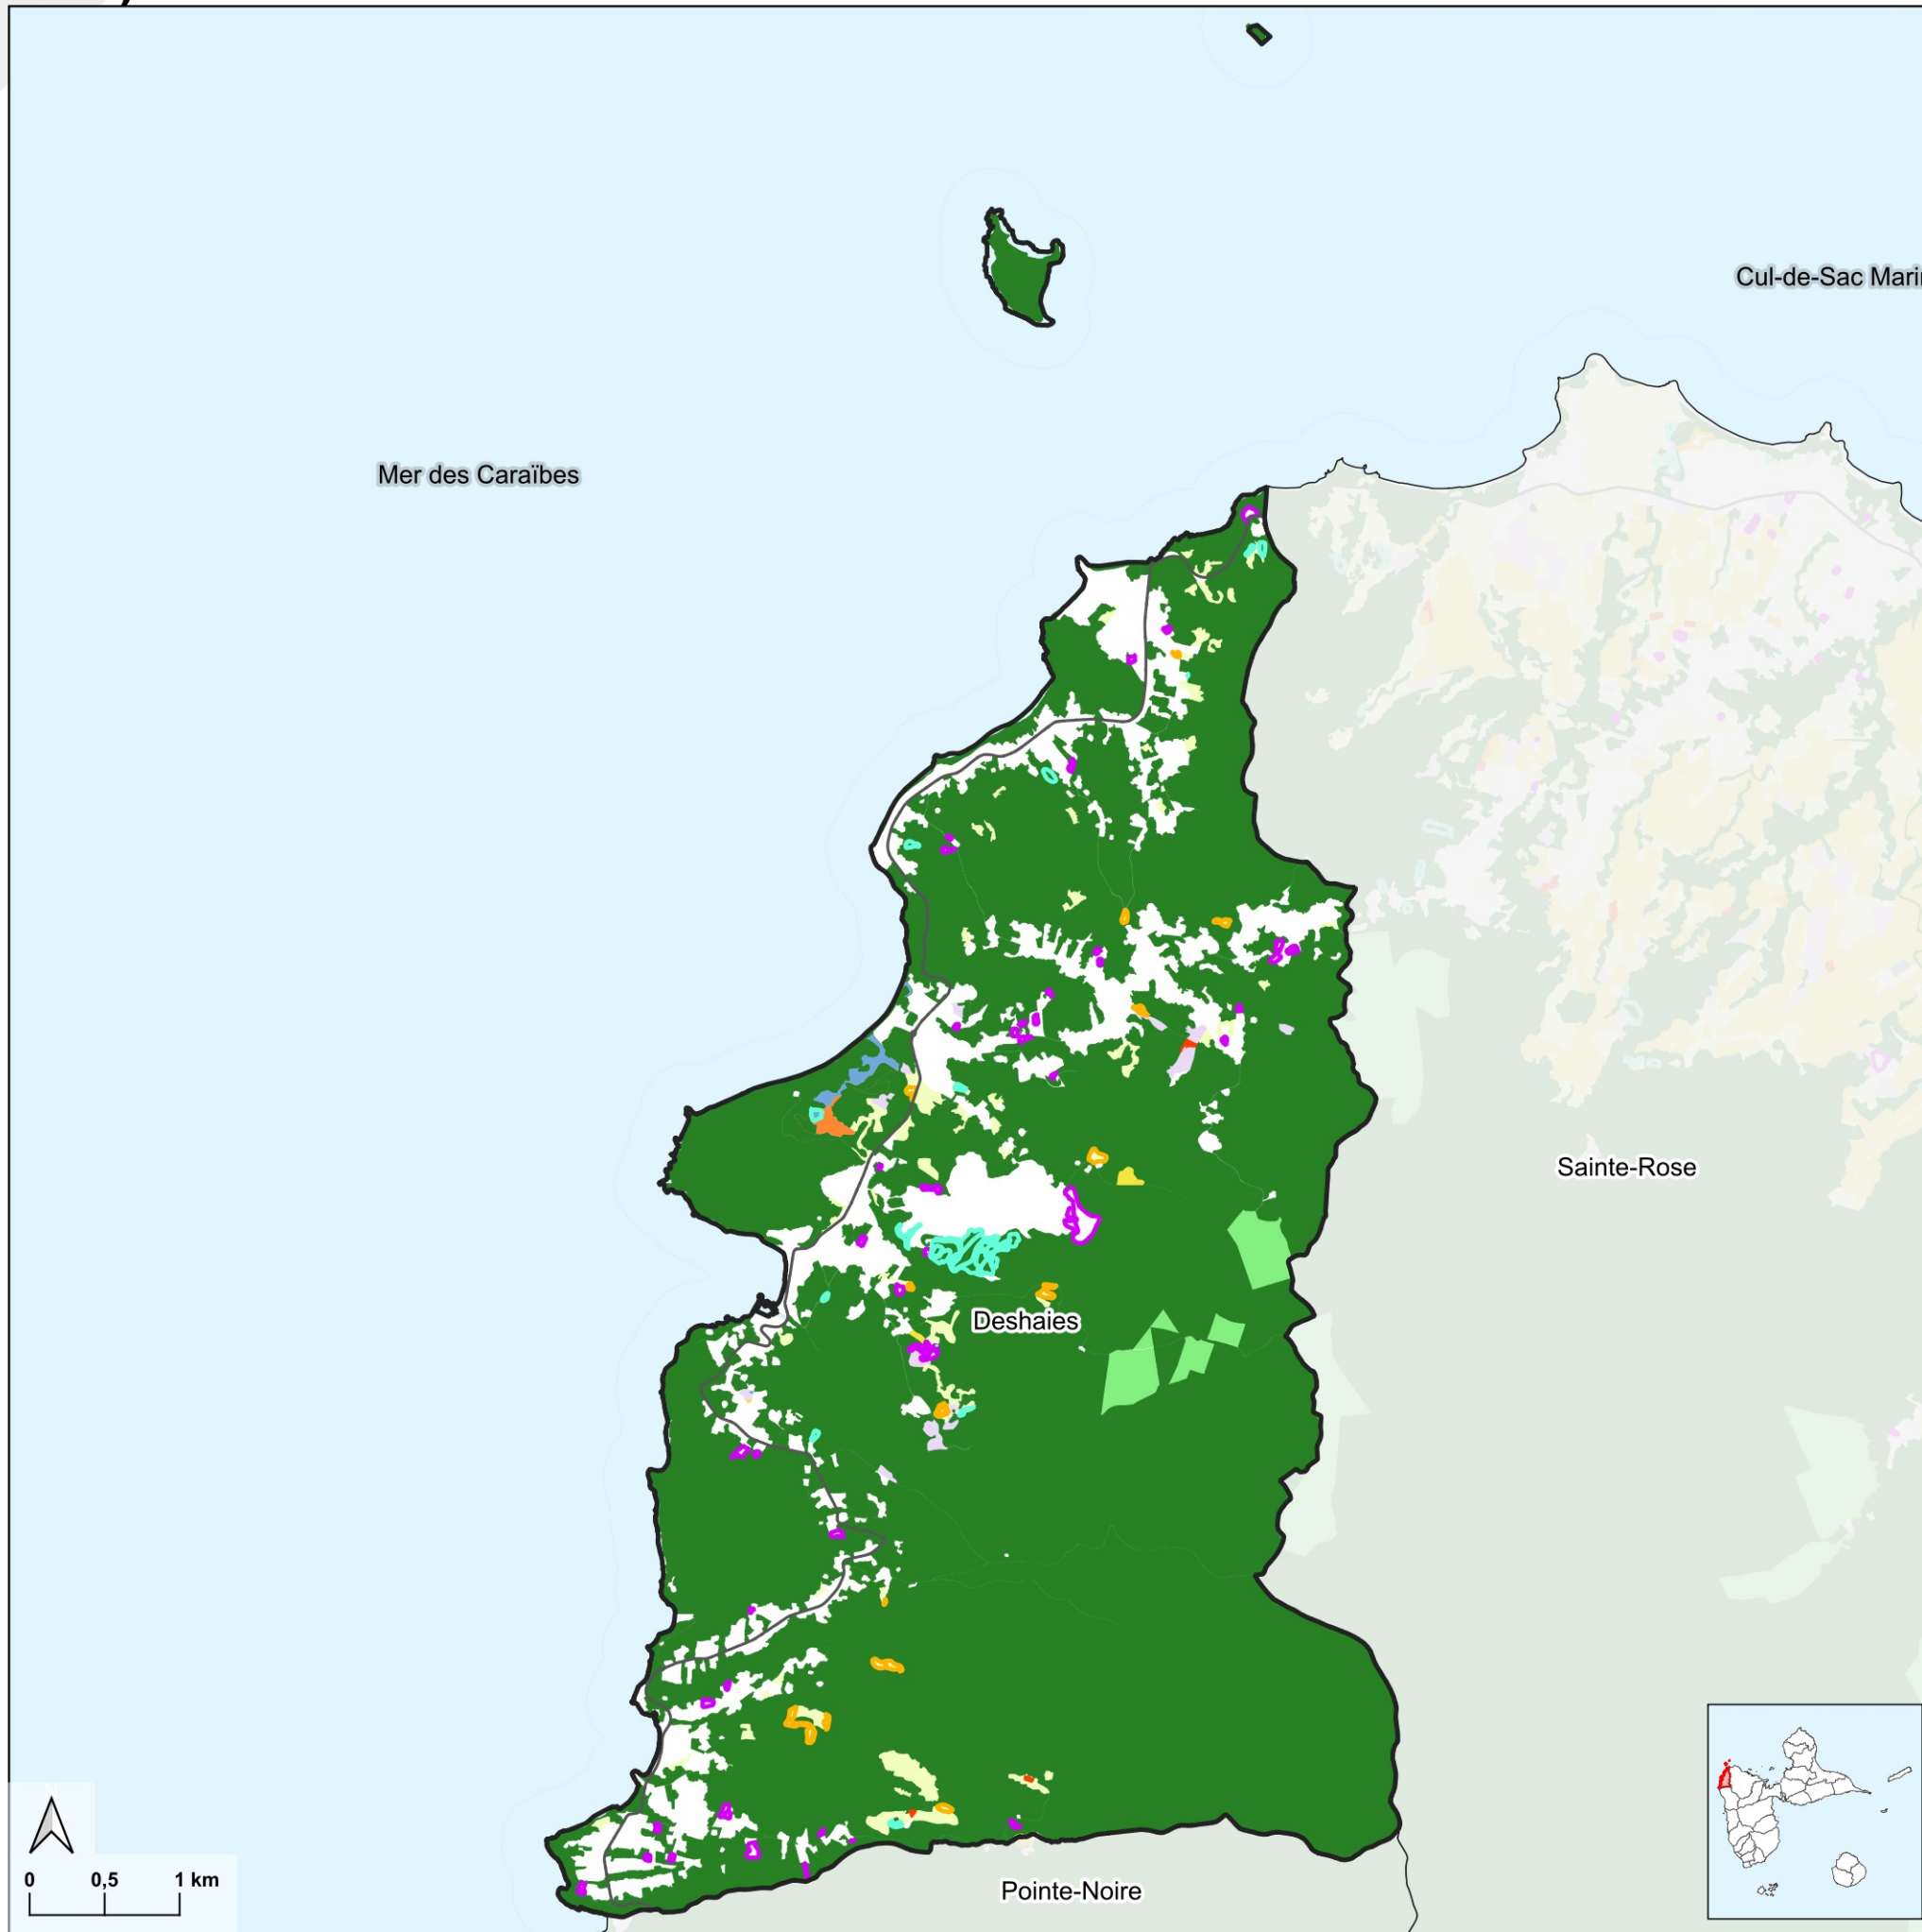 Cul-de-Sac Marin
Mer des Caraïbes
Sainte-Rose
Deshaies
0 0,5 1 km
Pointe-Noire